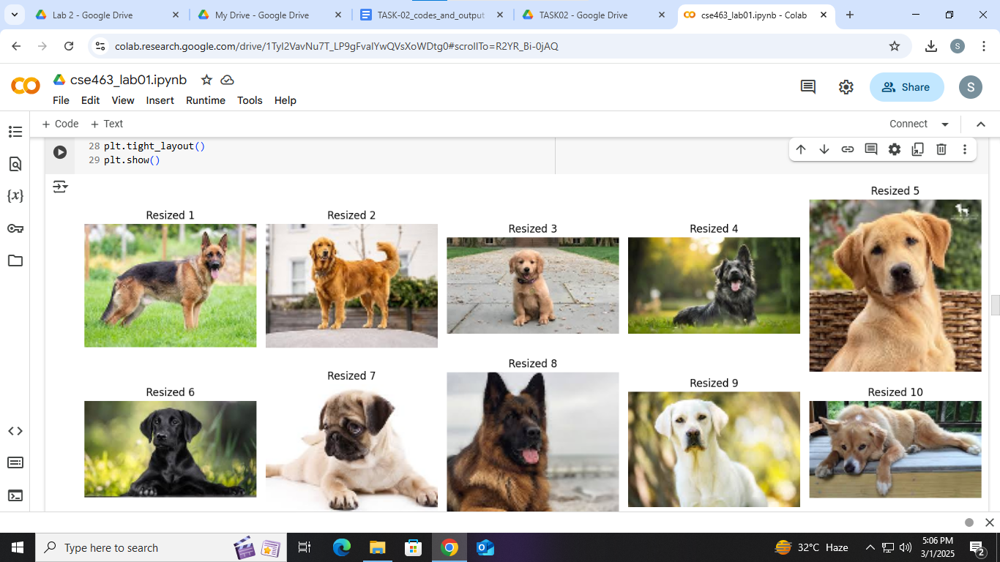 Lab 2 - Google Drive
My Drive - Google Drive
TASK-02_codes_and_output
TASK02 - Google Drive
cse463_lab01.ipynb - Colab
colab.research.google.com/drive/1TyI2VavNu7T_LP9gFvaIYwQVsXoWDtg0#scrollTo=R2YR_Bi-0jAQ
S
cse463_lab01.ipynb
Share
S
File Edit View Insert Runtime Tools Help
+ Code + Text
Connect
28 plt.tight_layout()
29 plt.show()
{x}
Resized 1
Resized 2
Resized 3
Resized 4
Resized 5
Resized 6
Resized 7
Resized 8
Resized 9
Resized 10
Type here to search
32°C Haze
5:06 PM
3/1/2025
2